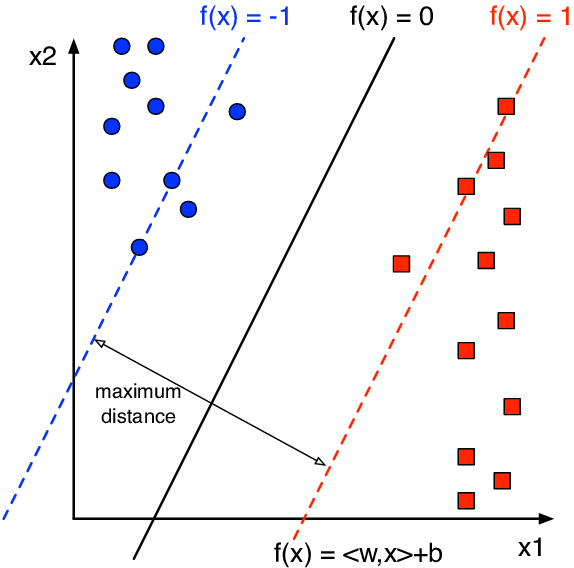 f(x) = -1
f(x) = 0
f(x) = 1
x2
maximum
distance
f(x) = <w,x>+b
x1